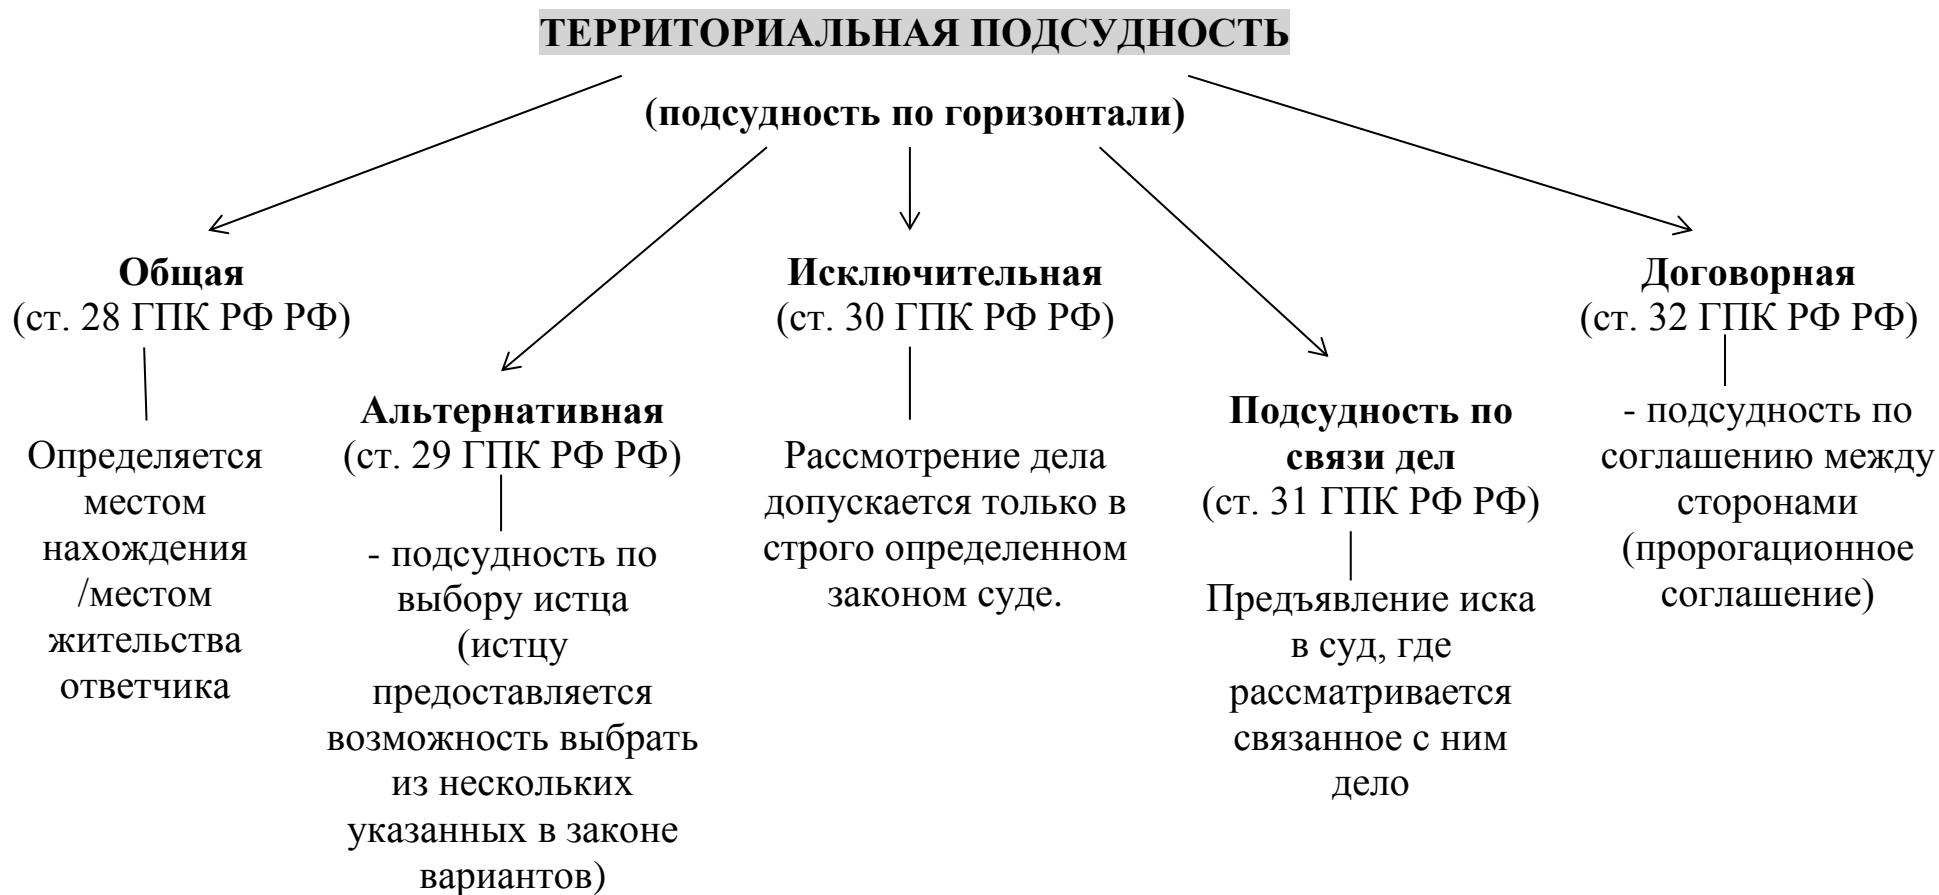 ТЕРРИТОРИАЛЬНАЯ ПОДСУДНОСТЬ
(подсудность по горизонтали)
Общая
(ст. 28 ГПК РФ РФ)
Определяется
местом
нахождения
/местом
жительства
ответчика
Альтернативная
(ст. 29 ГПК РФ РФ)
- подсудность по
выбору истца
(истцу
предоставляется
возможность выбрать
из нескольких
указанных в законе
вариантов)
Исключительная
(ст. 30 ГПК РФ РФ)
Рассмотрение дела
допускается только в
строго определенном
законом суде.
Подсудность по
связи дел
(ст. 31 ГПК РФ РФ)
Предъявление иска
в суд, где
рассматривается
связанное с ним
дело
Договорная
(ст. 32 ГПК РФ РФ)
- подсудность по
соглашению между
сторонами
(пророгационное
соглашение)